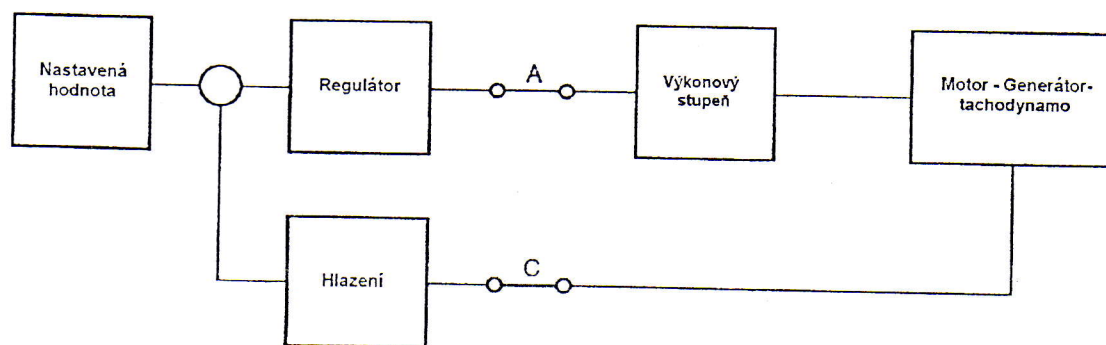 Nastavená
hodnota
Regulátor
A
Výkonový
stupeň
Motor - Generátor-
tachodynamo
Hlazení
C